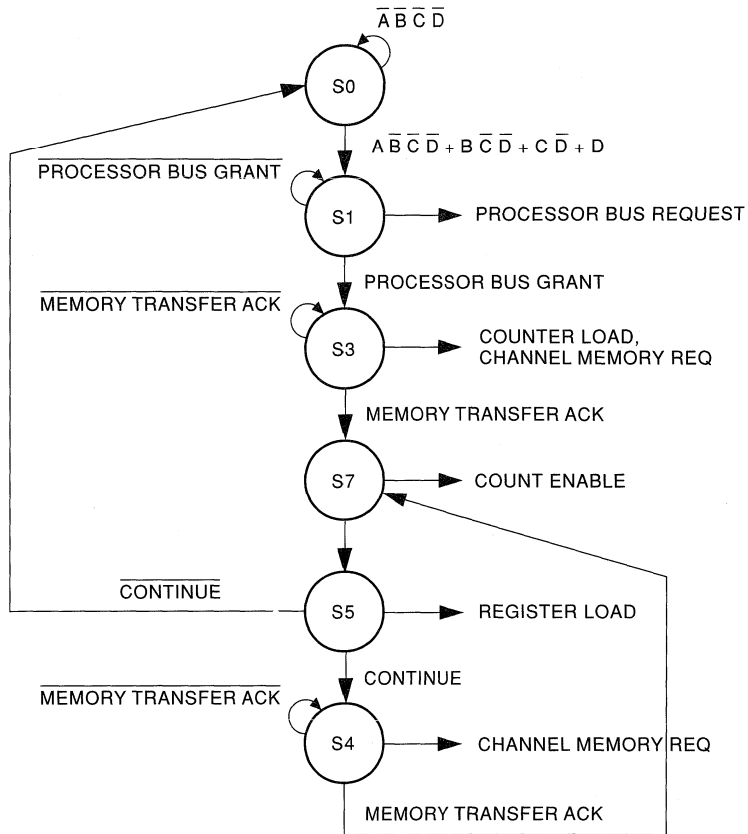 A̅ B̅ C̅ D̅
S0
A B̅ C̅ D̅ + B C̅ D̅ + C D̅ + D
PROCESSOR BUS GRANT
S1
PROCESSOR BUS REQUEST
PROCESSOR BUS GRANT
MEMORY TRANSFER ACK
S3
COUNTER LOAD,
CHANNEL MEMORY REQ
MEMORY TRANSFER ACK
S7
COUNT ENABLE
CONTINUE
S5
REGISTER LOAD
CONTINUE
MEMORY TRANSFER ACK
S4
CHANNEL MEMORY REQ
MEMORY TRANSFER ACK